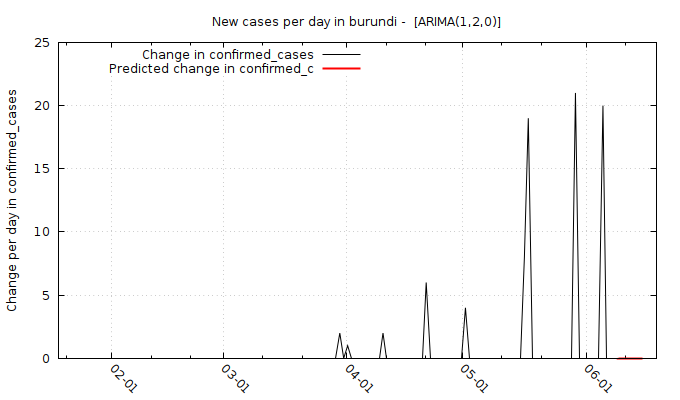 New cases per day in burundi - [ARIMA(1,2,0)]
Change in confirmed_cases
Predicted change in confirmed_c
Change per day in confirmed_cases
25
20
15
10
5
0
02-01
03-01
04-01
05-01
06-01